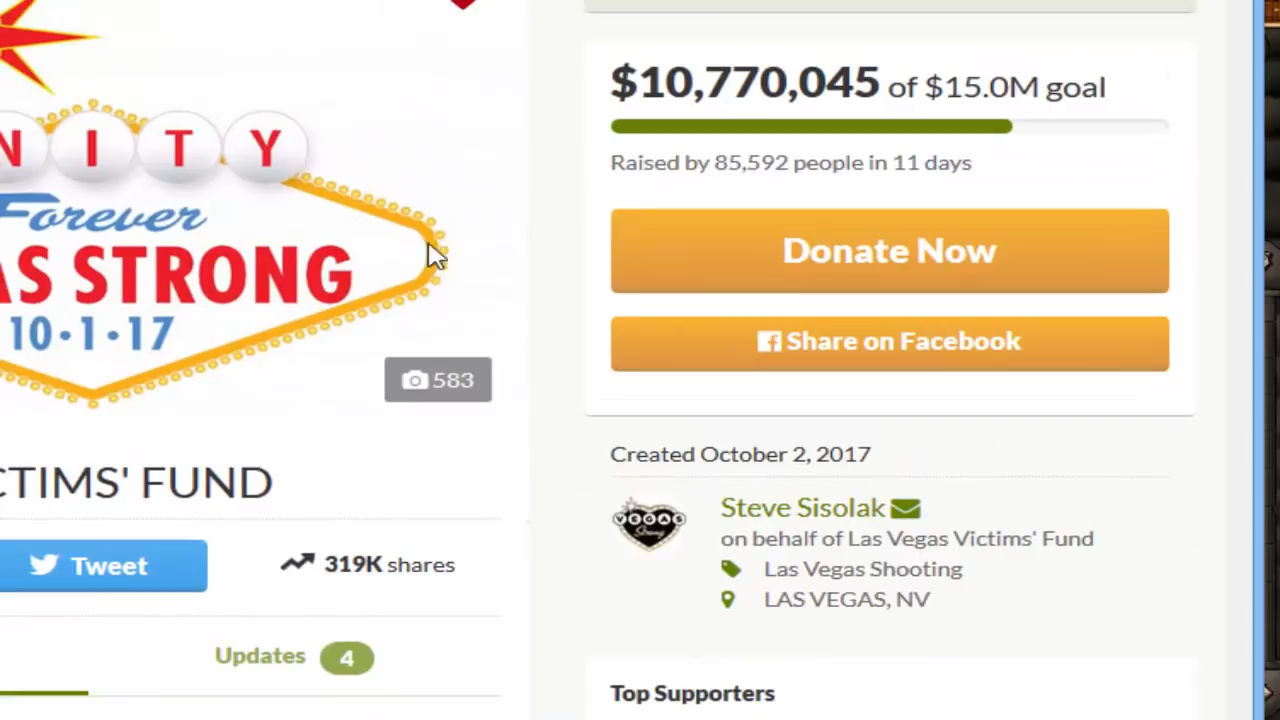 N I T Y
Forever
AS STRONG
10·1·17
583
CTIMS' FUND
Tweet
319K shares
Updates 4
$10,770,045 of $15.0M goal
Raised by 85,592 people in 11 days
Donate Now
Share on Facebook
Created October 2, 2017
VEGAS
Strong
Steve Sisolak
on behalf of Las Vegas Victims' Fund
Las Vegas Shooting
LAS VEGAS, NV
Top Supporters